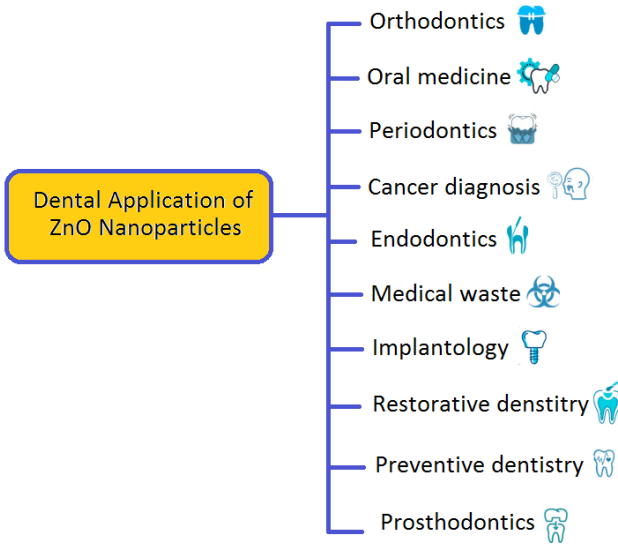 Orthodontics
Oral medicine
Periodontics
Cancer diagnosis
Dental Application of
ZnO Nanoparticles
Endodontics
Medical waste
Implantology
Restorative denstitry
Preventive dentistry
Prosthodontics